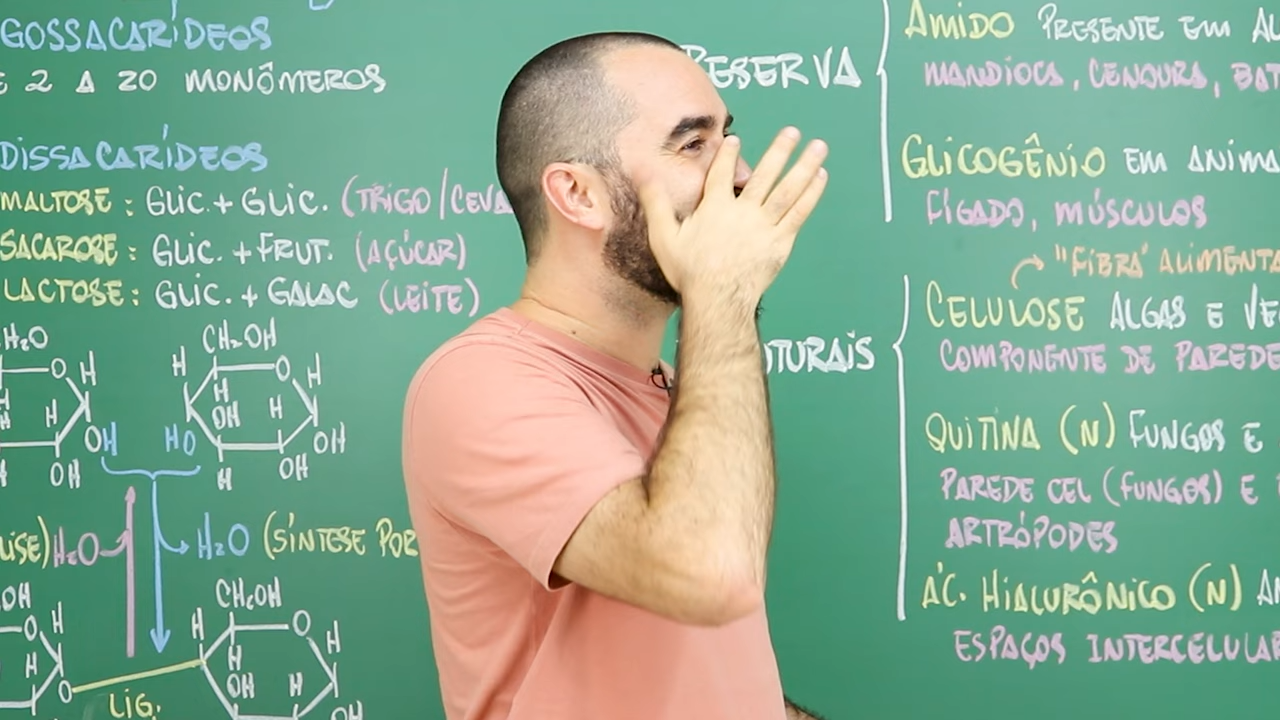 GOSSACARÍDEOS
E 2 A 20 MONÔMEROS
DISSACARÍDEOS
MALTOSE: GLIC. + GLIC. (TRIGO/CEVA
SACAROSE: GLIC. + FRUT. (AÇÚCAR)
LACTOSE: GLIC. + GALAC (LEITE)
H₂O CH₂OH
O H H O H
H H H H
H OH
OH HO OH
OH H OH
LISE) H₂O H₂O (SÍNTESE POR
OH CH₂OH
O H H O H
H H H
H OH
O OH
LIG.
RESERVA
AMIDO PRESENTE EM AL
MANDIOCA, CENOURA, BAT
GLICOGÊNIO EM ANIMA
FÍGADO, MÚSCULOS
"FIBRA" ALIMENTA
UTURAIS
CELULOSE ALGAS E VE
COMPONENTE DE PAREDE
QUITINA (N) FUNGOS E
PAREDE CEL (FUNGOS) E
ARTRÓPODES
ÁC. HIALURÔNICO (N) AN
ESPAÇOS INTERCELULAR